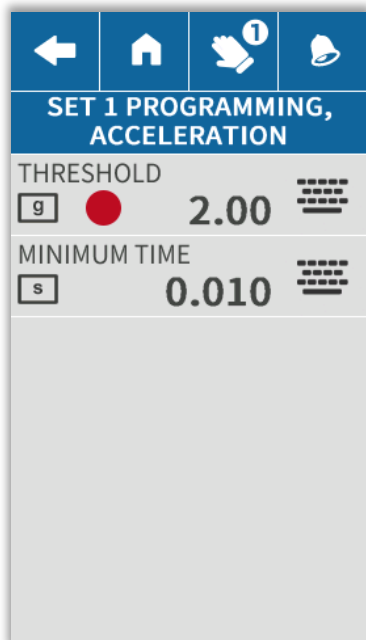 1
SET 1 PROGRAMMING,
ACCELERATION
THRESHOLD
g 2.00
MINIMUM TIME
s 0.010